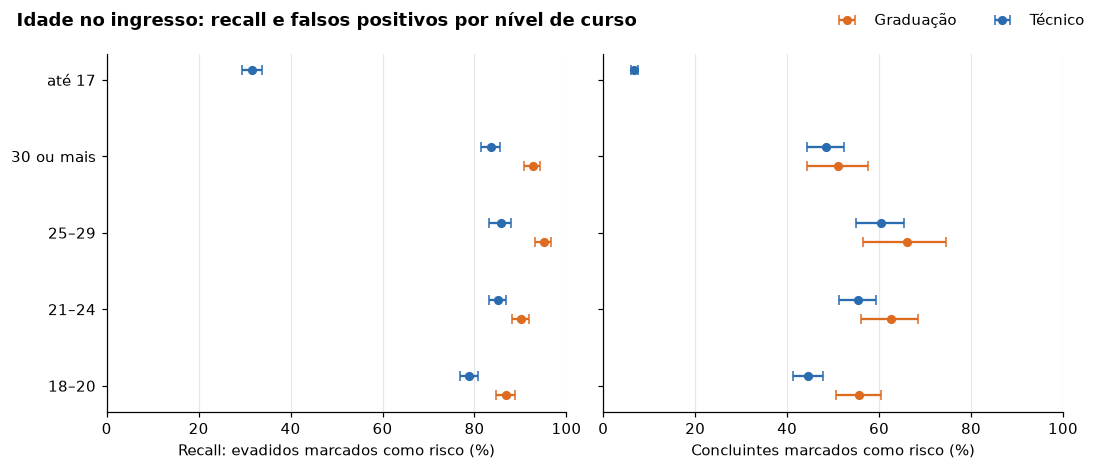 Idade no ingresso: recall e falsos positivos por nível de curso
Graduação
Técnico
até 17
30 ou mais
25–29
21–24
18–20
0 20 40 60 80 100
0 20 40 60 80 100
Recall: evadidos marcados como risco (%)
Concluintes marcados como risco (%)